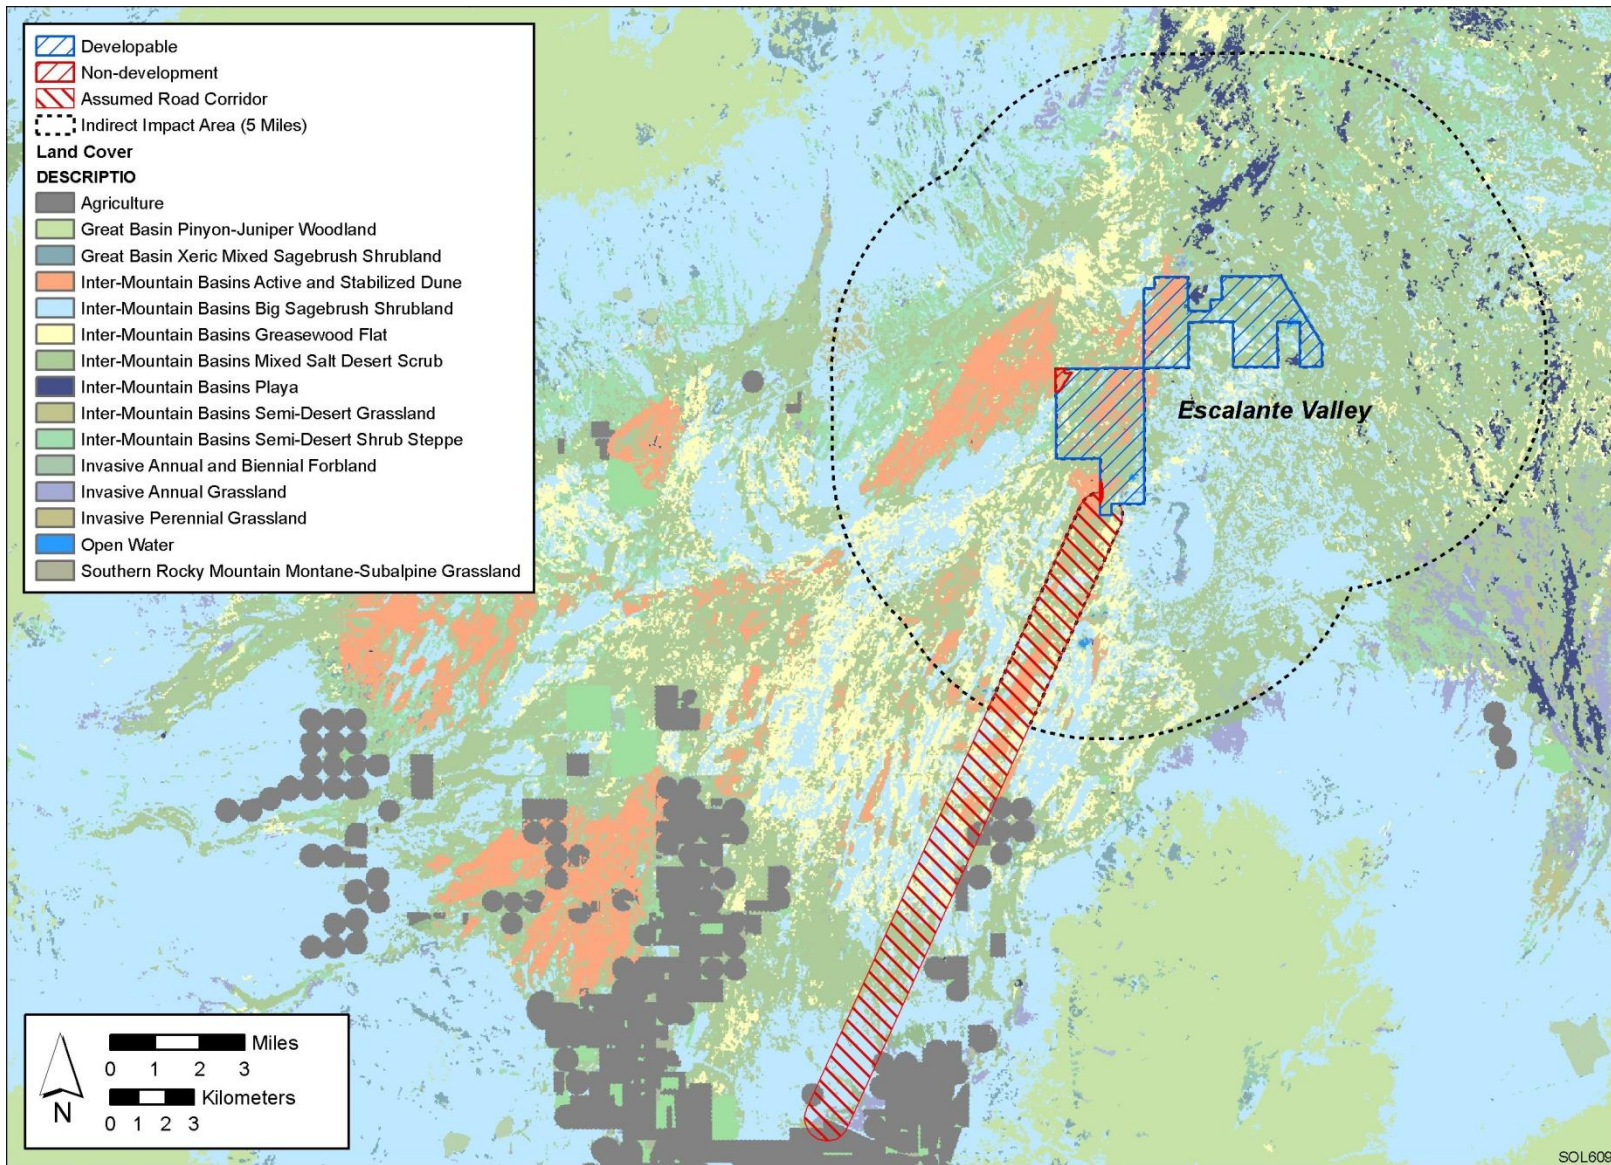 Developable
Non-development
Assumed Road Corridor
Indirect Impact Area (5 Miles)
Land Cover
DESCRIPTIO
Agriculture
Great Basin Pinyon-Juniper Woodland
Great Basin Xeric Mixed Sagebrush Shrubland
Inter-Mountain Basins Active and Stabilized Dune
Inter-Mountain Basins Big Sagebrush Shrubland
Inter-Mountain Basins Greasewood Flat
Inter-Mountain Basins Mixed Salt Desert Scrub
Inter-Mountain Basins Playa
Inter-Mountain Basins Semi-Desert Grassland
Inter-Mountain Basins Semi-Desert Shrub Steppe
Invasive Annual and Biennial Forbland
Invasive Annual Grassland
Invasive Perennial Grassland
Open Water
Southern Rocky Mountain Montane-Subalpine Grassland
Escalante Valley
Miles
0 1 2 3
Kilometers
0 1 2 3
N
SOL609